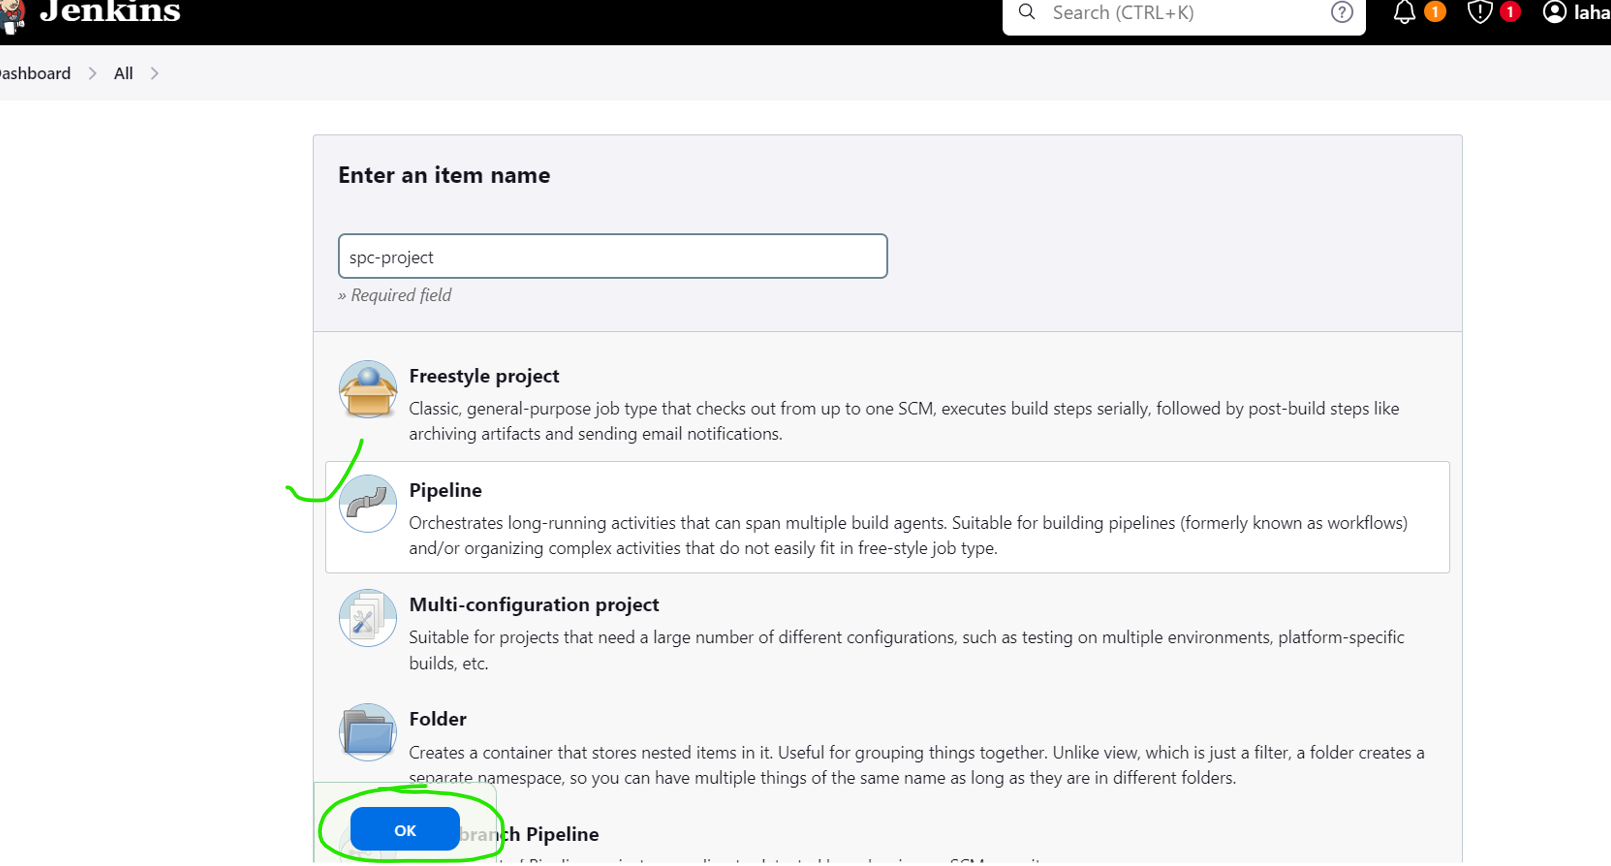 Jenkins
Search (CTRL+K)
1
1
laha
ashboard
All
Enter an item name
spc-project
» Required field
Freestyle project
Classic, general-purpose job type that checks out from up to one SCM, executes build steps serially, followed by post-build steps like
archiving artifacts and sending email notifications.
Pipeline
Orchestrates long-running activities that can span multiple build agents. Suitable for building pipelines (formerly known as workflows)
and/or organizing complex activities that do not easily fit in free-style job type.
Multi-configuration project
Suitable for projects that need a large number of different configurations, such as testing on multiple environments, platform-specific
builds, etc.
Folder
Creates a container that stores nested items in it. Useful for grouping things together. Unlike view, which is just a filter, a folder creates a
separate namespace, so you can have multiple things of the same name as long as they are in different folders.
OK
branch Pipeline